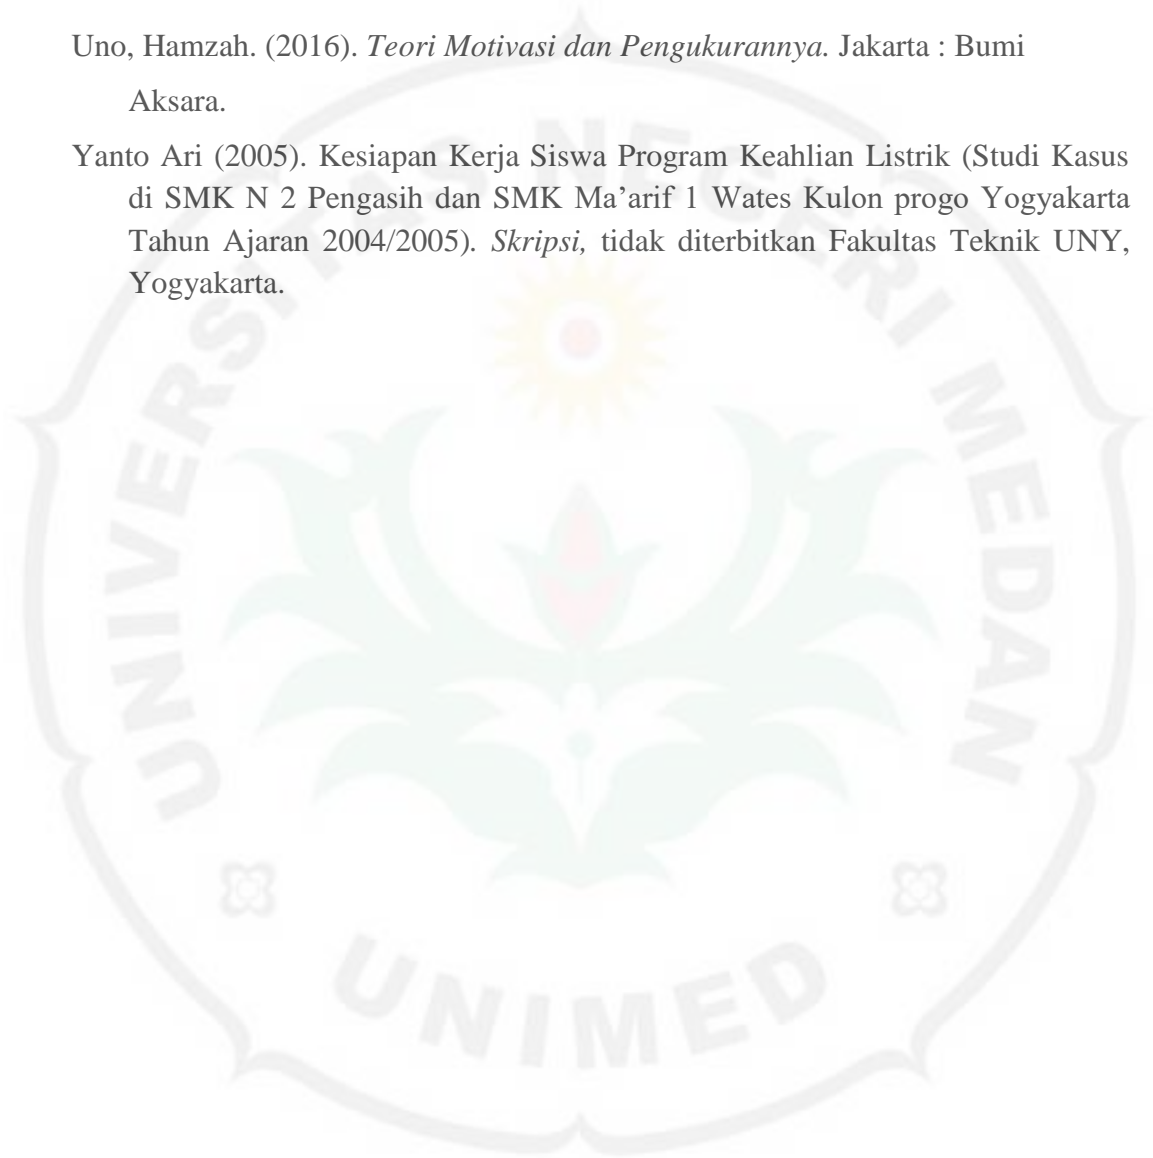 Uno, Hamzah. (2016). Teori Motivasi dan Pengukurannya. Jakarta : Bumi
Aksara.
Yanto Ari (2005). Kesiapan Kerja Siswa Program Keahlian Listrik (Studi Kasus
di SMK N 2 Pengasih dan SMK Ma’arif 1 Wates Kulon progo Yogyakarta
Tahun Ajaran 2004/2005). Skripsi, tidak diterbitkan Fakultas Teknik UNY,
Yogyakarta.
UNIVERSITAS NEGERI MEDAN
UNIMED